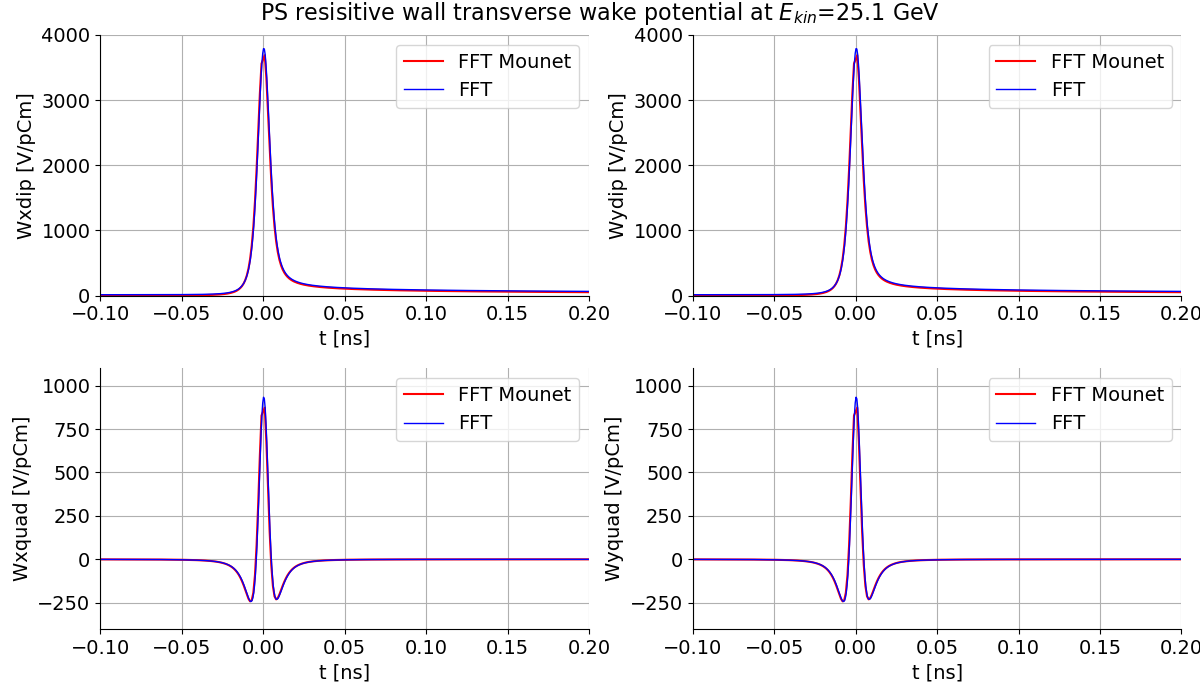 PS resisitive wall transverse wake potential at E_kin=25.1 GeV
Wxdip [V/pCm]
4000
3000
2000
1000
0
−0.10 −0.05 0.00 0.05 0.10 0.15 0.20
t [ns]
FFT Mounet
FFT
Wydip [V/pCm]
4000
3000
2000
1000
0
−0.10 −0.05 0.00 0.05 0.10 0.15 0.20
t [ns]
FFT Mounet
FFT
Wxquad [V/pCm]
1000
750
500
250
0
−250
−0.10 −0.05 0.00 0.05 0.10 0.15 0.20
t [ns]
FFT Mounet
FFT
Wyquad [V/pCm]
1000
750
500
250
0
−250
−0.10 −0.05 0.00 0.05 0.10 0.15 0.20
t [ns]
FFT Mounet
FFT